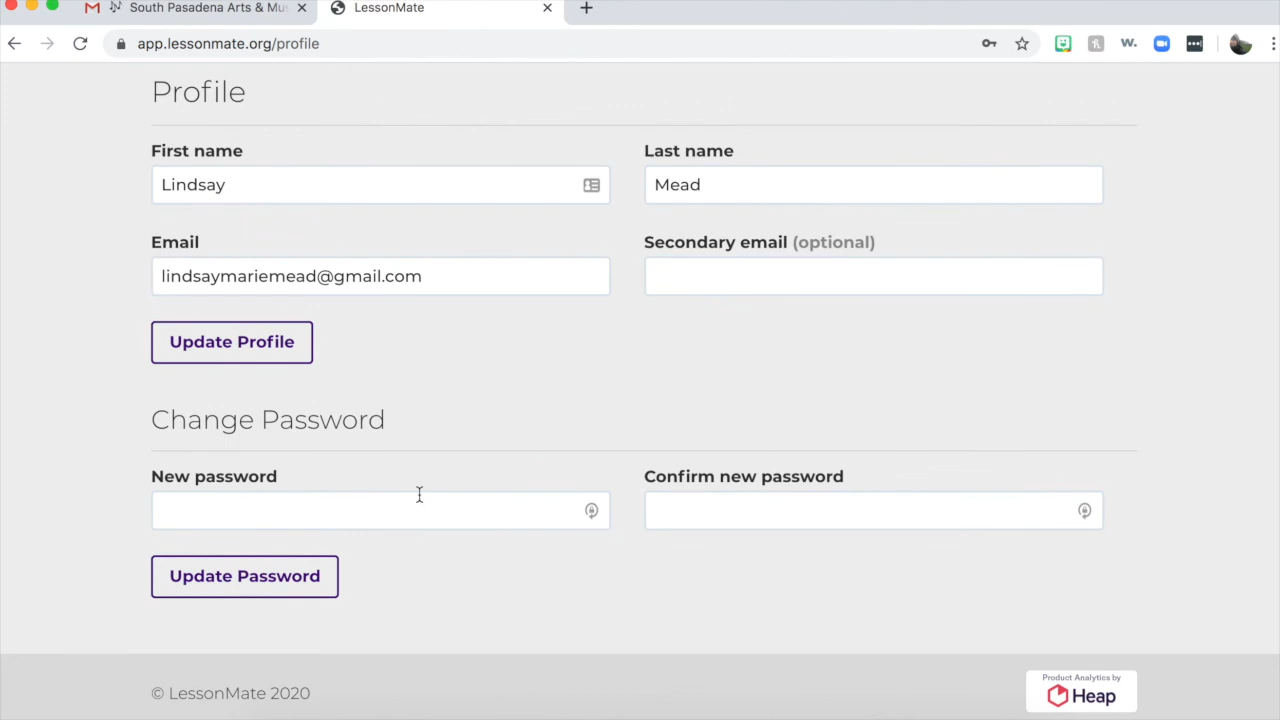 South Pasadena Arts & Mus
LessonMate
app.lessonmate.org/profile
Profile
First name
Last name
Lindsay
Mead
Email
Secondary email (optional)
lindsaymariemead@gmail.com
Update Profile
Change Password
New password
Confirm new password
Update Password
© LessonMate 2020
Product Analytics by
Heap